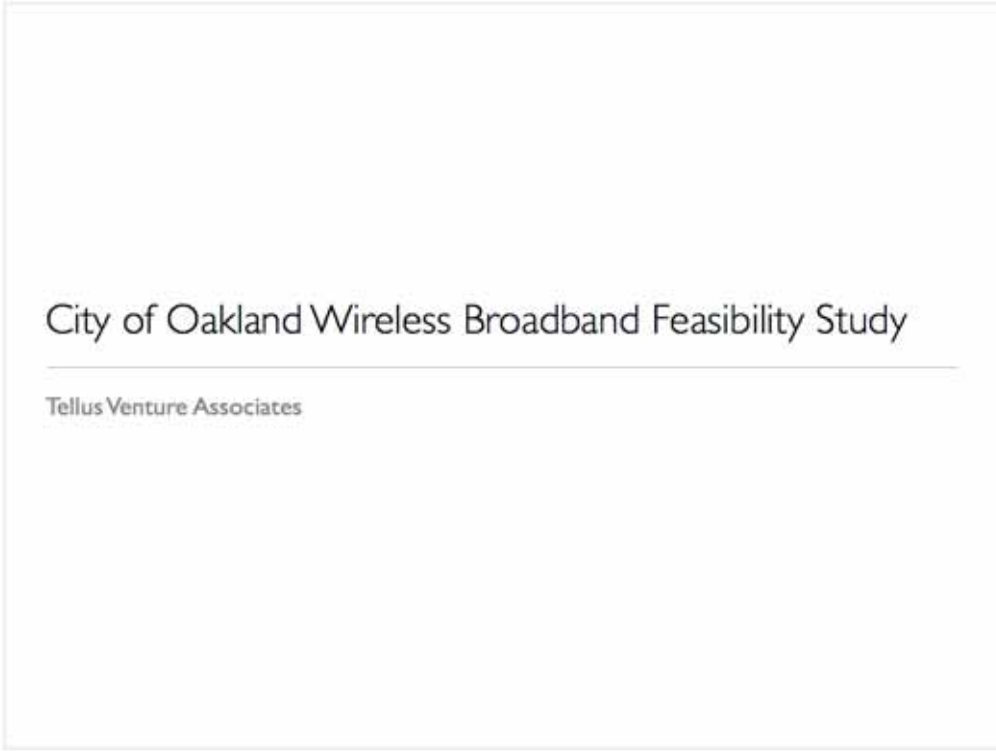 City of Oakland Wireless Broadband Feasibility Study
Tellus Venture Associates